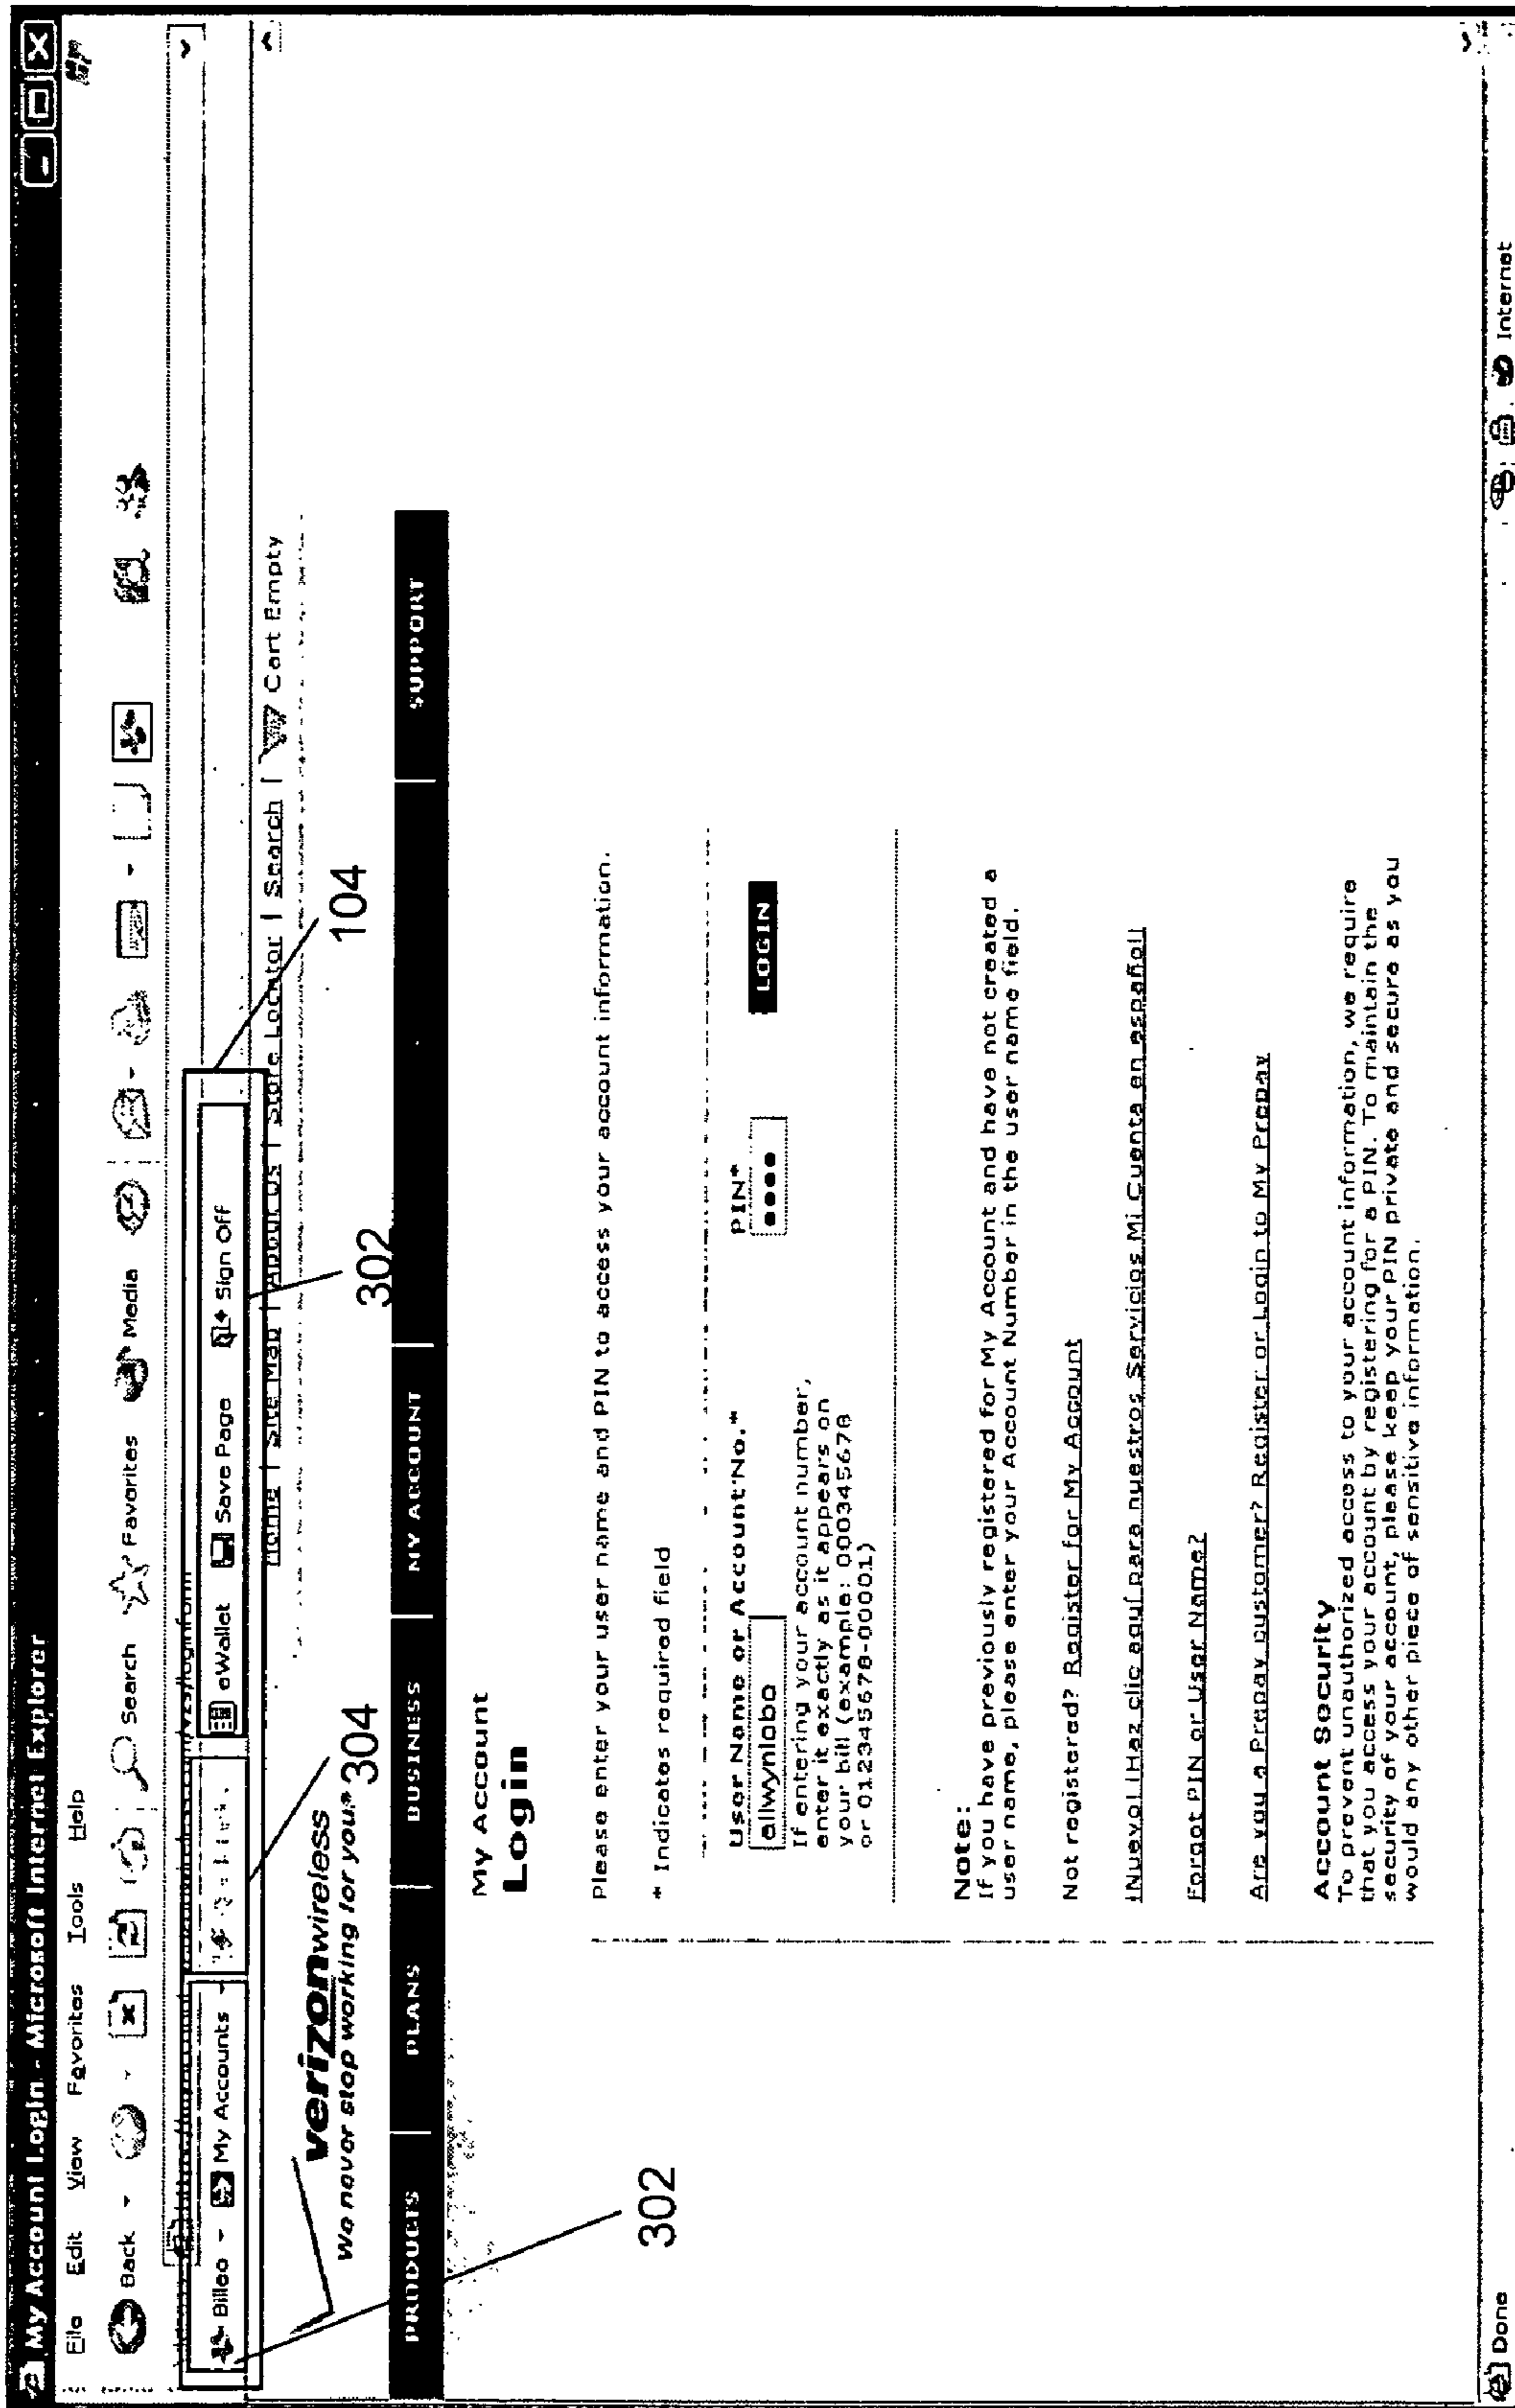 My Account Login - Microsoft Internet Explorer
File Edit View Favorites Tools Help
Back Search Favorites Media
Billeo My Accounts eWallet Save Page Sign Off
104
Home | Site Map | About Us | Store Locator | Search | Cart Empty
302
304
verizonwireless
We never stop working for you.®
PRODUCTS PLANS BUSINESS MY ACCOUNT SUPPORT
302
My Account
Login
Please enter your user name and PIN to access your account information.
* Indicates required field
User Name or Account No.* PIN*
allwynlobo •••• LOGIN
If entering your account number,
enter it exactly as it appears on
your bill (example: 000345678
or 012345678-00001)
Note:
If you have previously registered for My Account and have not created a
user name, please enter your Account Number in the user name field.
Not registered? Register for My Account
¡Nuevo! ¡Haz clic aquí para nuestros Servicios Mi Cuenta en español!
Forgot PIN or User Name?
Are you a Prepay customer? Register or Login to My Prepay
Account Security
To prevent unauthorized access to your account information, we require
that you access your account by registering for a PIN. To maintain the
security of your account, please keep your PIN private and secure as you
would any other piece of sensitive information.
Done Internet